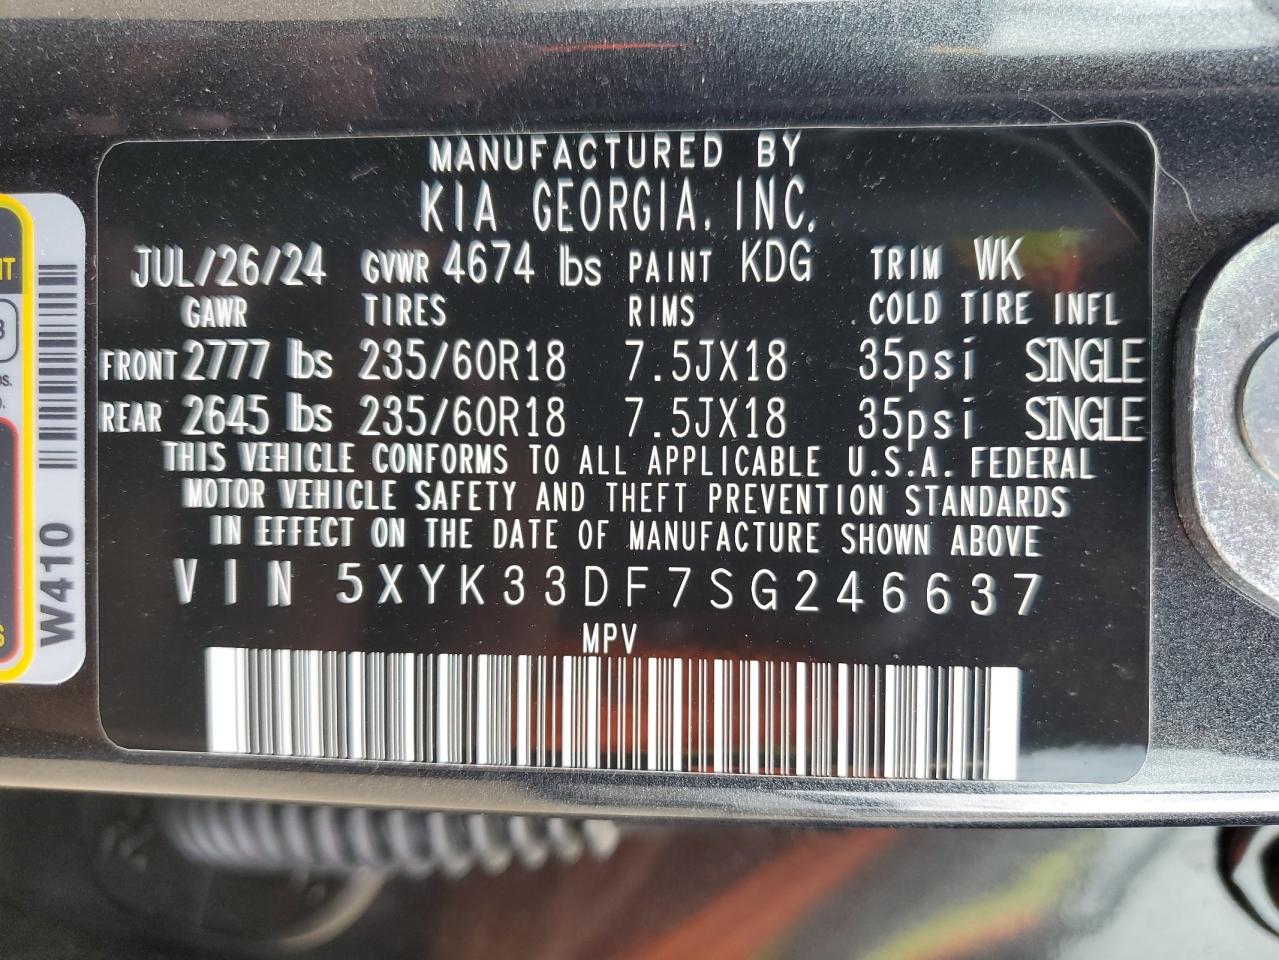 MANUFACTURED BY
KIA GEORGIA, INC.
JUL/26/24 GVWR 4674 lbs PAINT KDG TRIM WK
GAWR TIRES RIMS COLD TIRE INFL
FRONT 2777 lbs 235/60R18 7.5JX18 35psi SINGLE
REAR 2645 lbs 235/60R18 7.5JX18 35psi SINGLE
THIS VEHICLE CONFORMS TO ALL APPLICABLE U.S.A. FEDERAL
MOTOR VEHICLE SAFETY AND THEFT PREVENTION STANDARDS
IN EFFECT ON THE DATE OF MANUFACTURE SHOWN ABOVE
VIN 5XYK33DF7SG246637
MPV
W410